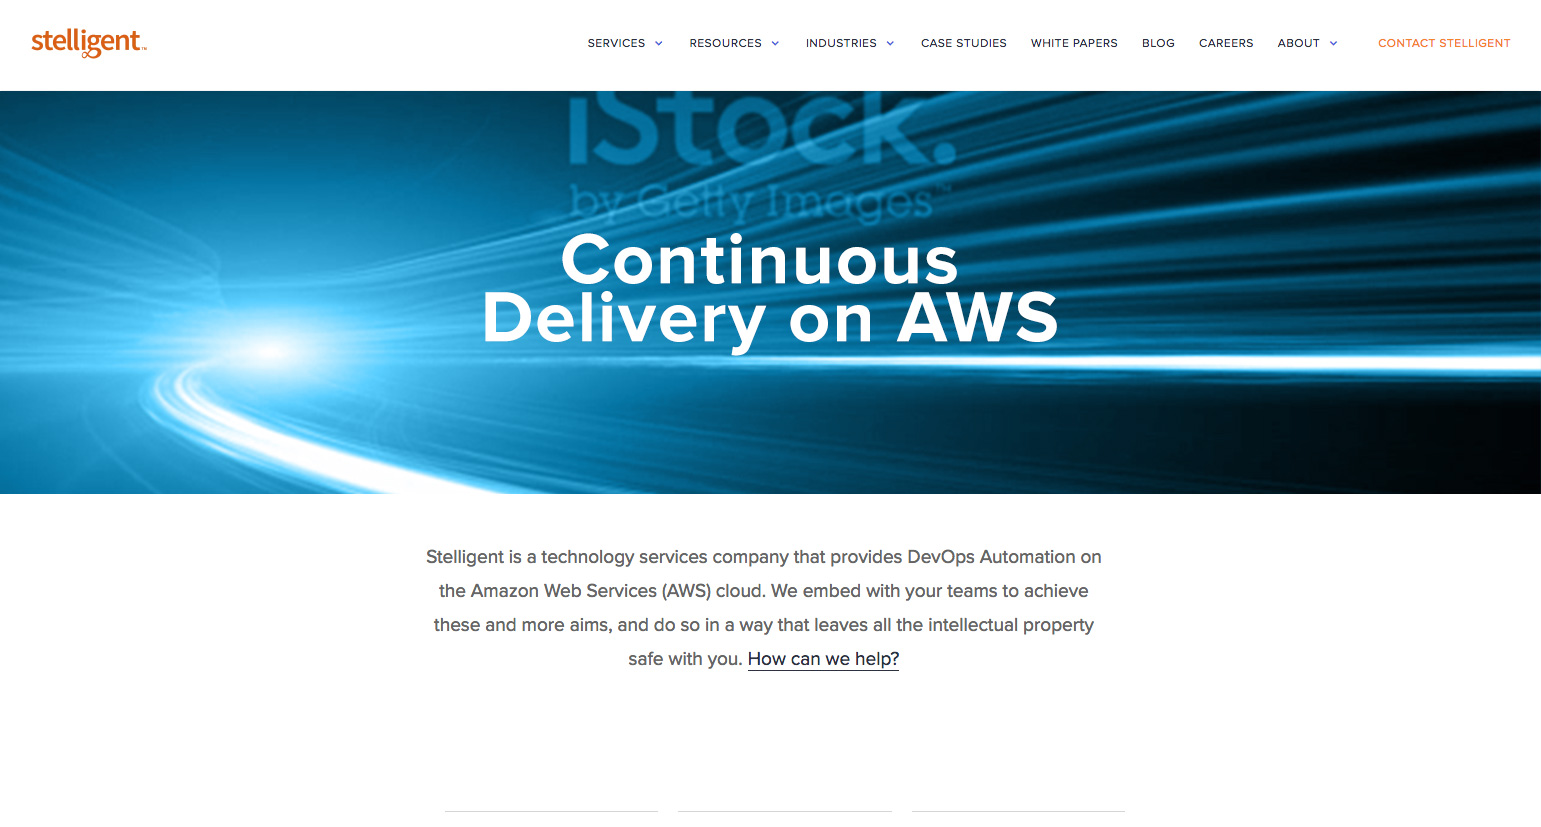 stelligent™
SERVICES
RESOURCES
INDUSTRIES
CASE STUDIES
WHITE PAPERS
BLOG
CAREERS
ABOUT
CONTACT STELLIGENT
iStock.
by Getty Images™
Continuous
Delivery on AWS
Stelligent is a technology services company that provides DevOps Automation on
the Amazon Web Services (AWS) cloud. We embed with your teams to achieve
these and more aims, and do so in a way that leaves all the intellectual property
safe with you. How can we help?